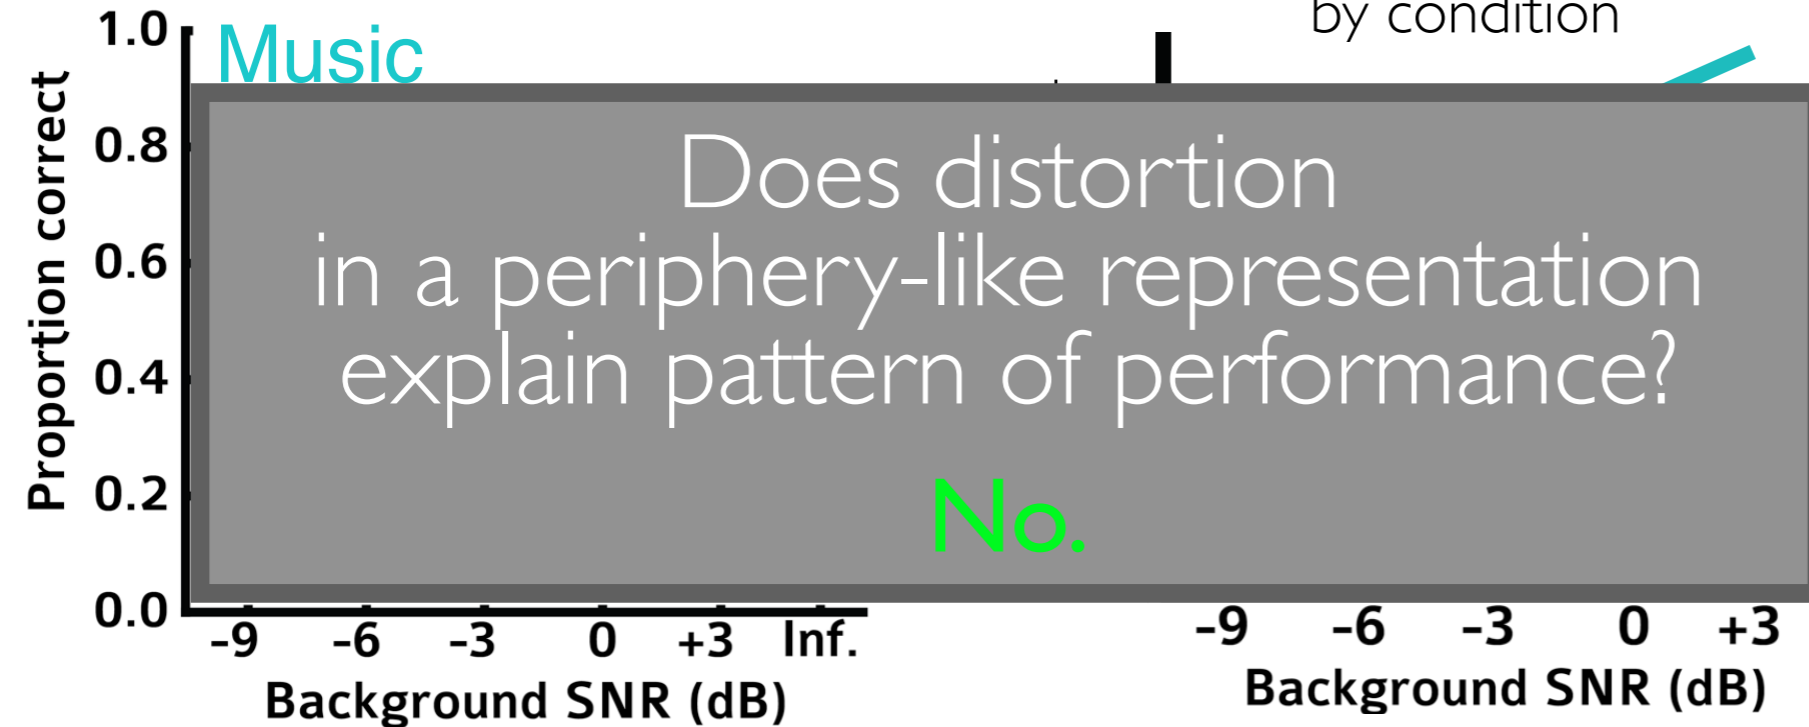 by condition
1.0
Music
Proportion correct
0.8
0.6
0.4
0.2
0.0
Does distortion
in a periphery-like representation
explain pattern of performance?
No.
-9 -6 -3 0 +3 Inf.
Background SNR (dB)
-9 -6 -3 0 +3
Background SNR (dB)